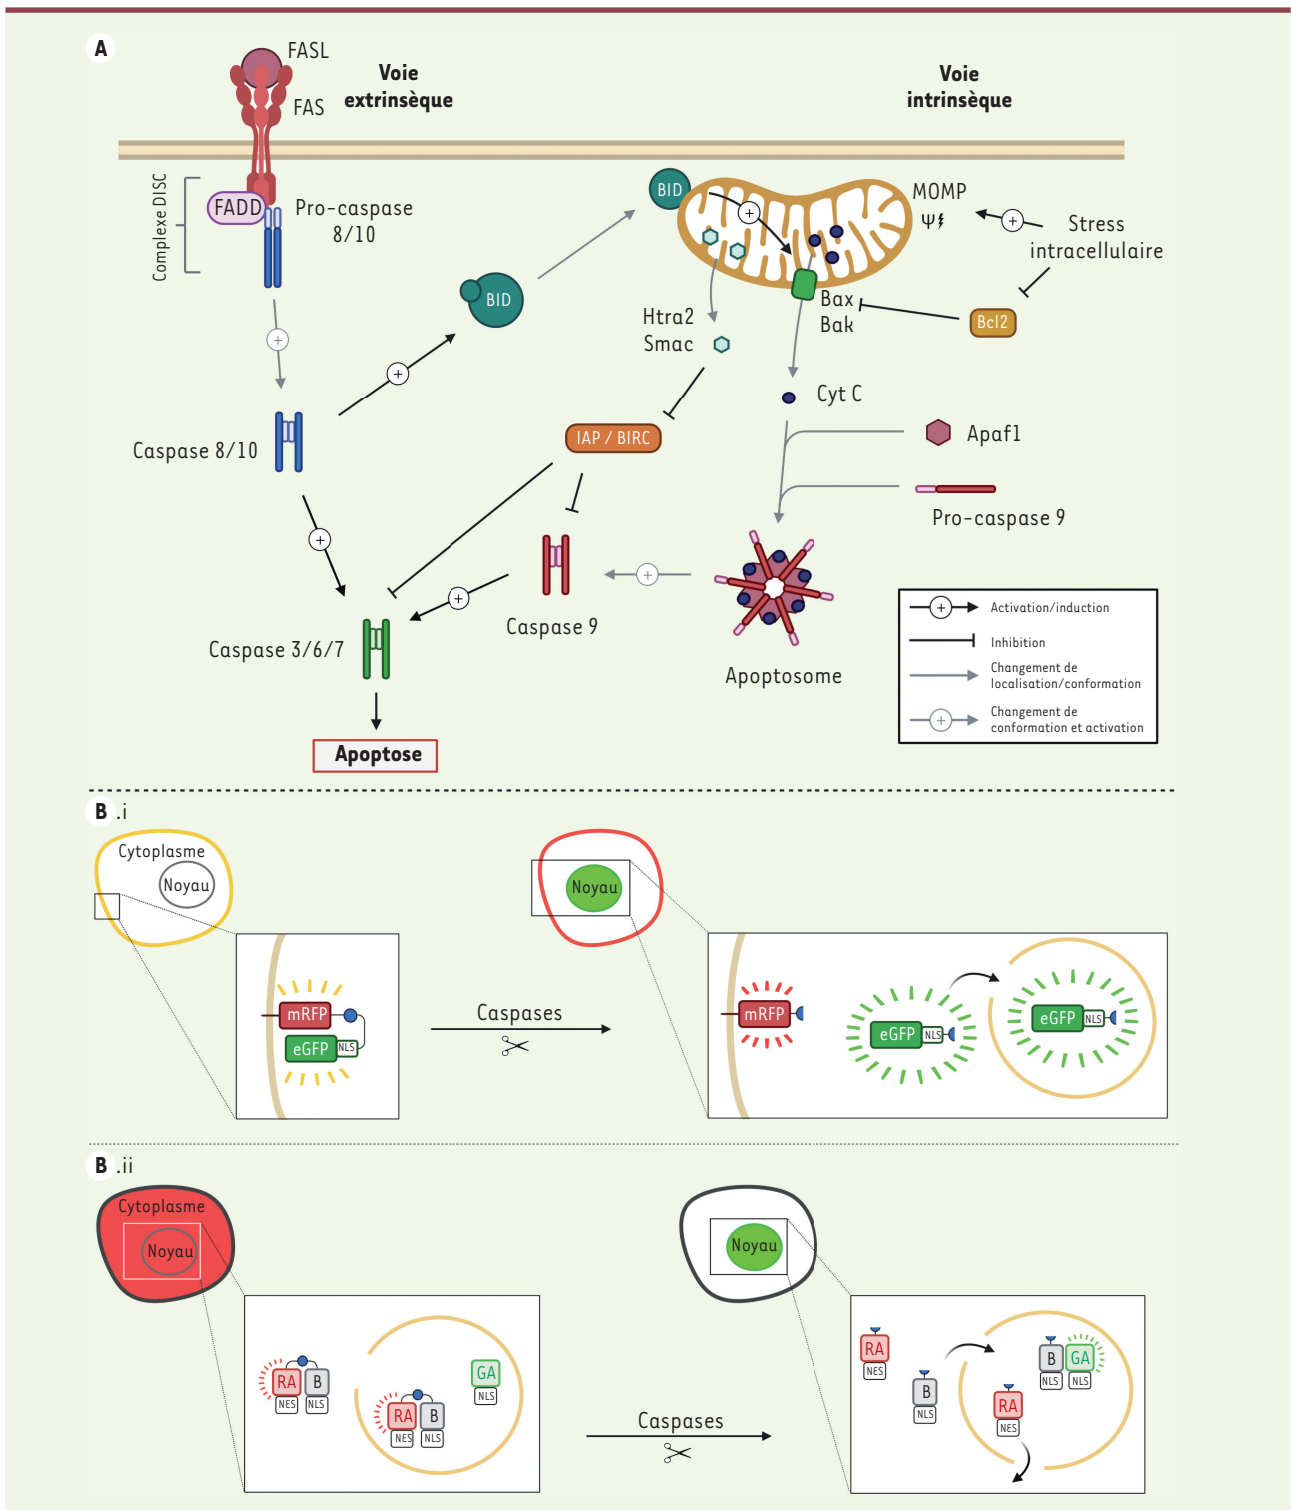 A
FASL
FAS
Voie
extrinsèque
Voie
intrinsèque
Complexe DISC
FADD
Pro-caspase
8/10
BID
MOMP
Ψ
+
+
Stress
intracellulaire
BID
Bax
Bak
Bcl2
Htra2
Smac
+
+
Cyt C
IAP / BIRC
Apaf1
Caspase 8/10
Pro-caspase 9
+
+
+
Caspase 9
Caspase 3/6/7
Apoptosome
Apoptose
+ Activation/induction
Inhibition
Changement de
localisation/conformation
+ Changement de
conformation et activation
B.i
Cytoplasme
Noyau
Noyau
mRFP
eGFP NLS
Caspases
mRFP
eGFP NLS
eGFP NLS
B.ii
Cytoplasme
Noyau
Noyau
RA B
NES NLS
RA B
NES NLS
GA
NLS
Caspases
RA
NES
B
NLS
B GA
NLS NLS
RA
NES